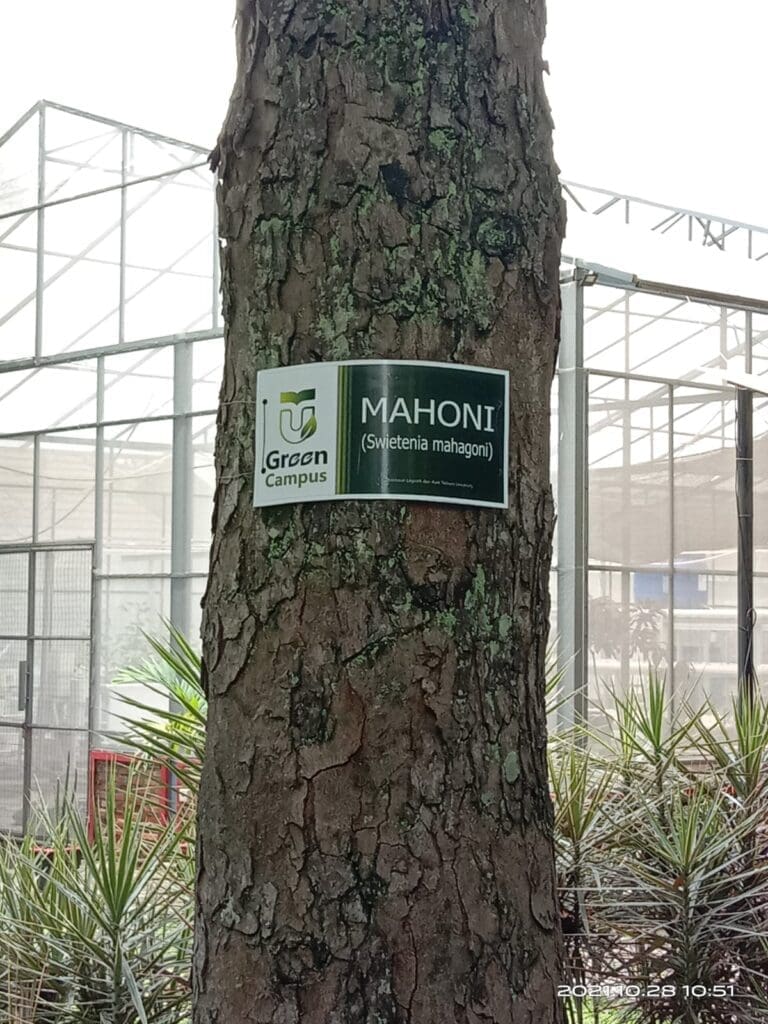 Green
Campus
MAHONI
(Swietenia mahagoni)
2021.10.28 10:51